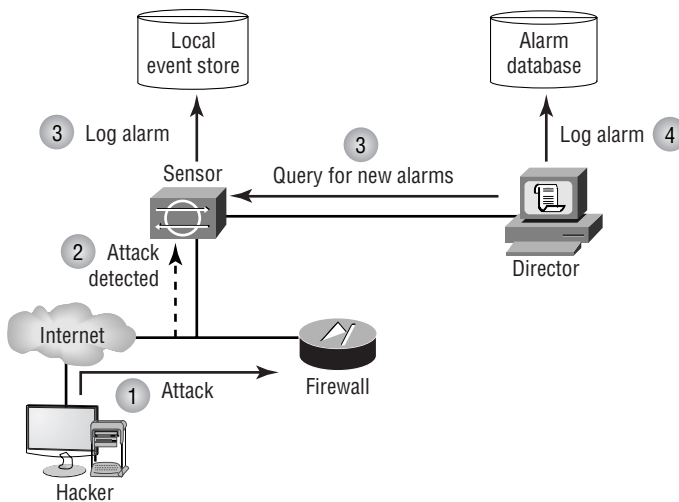 Local
event store
Alarm
database
3 Log alarm
3
Log alarm 4
Sensor
Query for new alarms
2 Attack
detected
Director
Internet
1 Attack
Firewall
Hacker